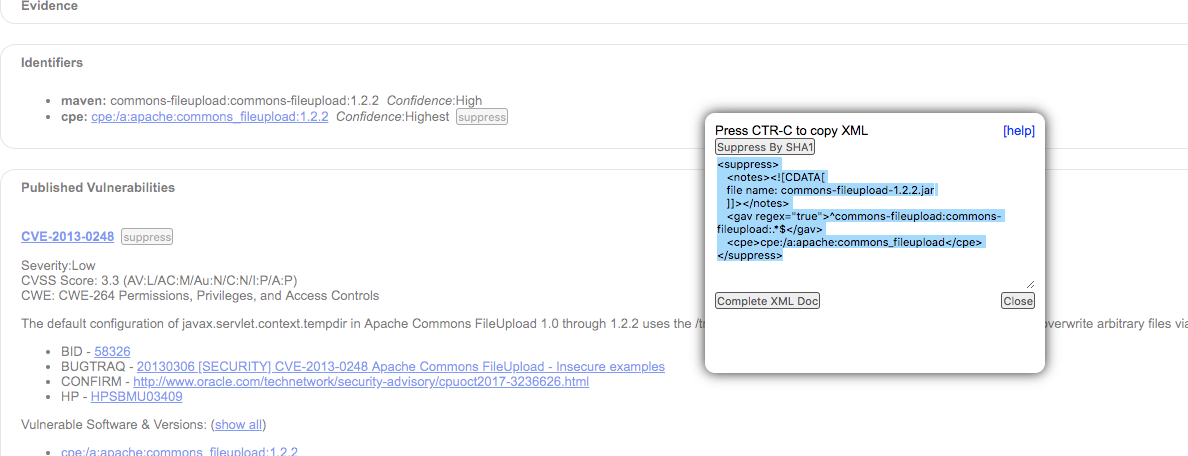 Evidence
Identifiers
maven: commons-fileupload:commons-fileupload:1.2.2 Confidence:High
cpe: cpe:/a:apache:commons_fileupload:1.2.2 Confidence:Highest suppress
Published Vulnerabilities
CVE-2013-0248 suppress
Severity:Low
CVSS Score: 3.3 (AV:L/AC:M/Au:N/C:N/I:P/A:P)
CWE: CWE-264 Permissions, Privileges, and Access Controls
The default configuration of javax.servlet.context.tempdir in Apache Commons FileUpload 1.0 through 1.2.2 uses the overwrite arbitrary files
BID - 58326
BUGTRAQ - 20130306 [SECURITY] CVE-2013-0248 Apache Commons FileUpload - Insecure examples
CONFIRM - http://www.oracle.com/technetwork/security-advisory/cpuoct2017-3236626.html
HP - HPSBMU03409
Vulnerable Software & Versions: (show all)
cpe:/a:apache:commons_fileupload:1.2.2
Press CTR-C to copy XML [help]
Suppress By SHA1
<suppress>
<notes><![CDATA[
file name: commons-fileupload-1.2.2.jar
]]></notes>
<gav regex="true">^commons-fileupload:commons-
fileupload:.*$</gav>
<cpe>cpe:/a:apache:commons_fileupload</cpe>
</suppress>
Complete XML Doc Close